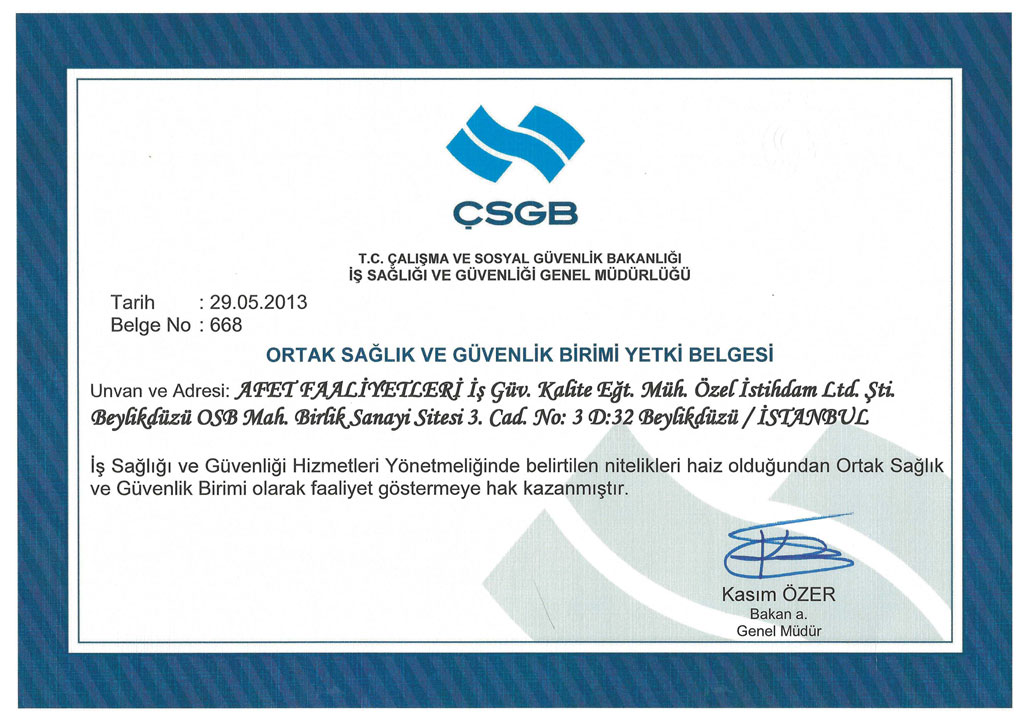 ÇSGB
T.C. ÇALIŞMA VE SOSYAL GÜVENLİK BAKANLIĞI
İŞ SAĞLIĞI VE GÜVENLİĞİ GENEL MÜDÜRLÜĞÜ
Tarih : 29.05.2013
Belge No : 668
ORTAK SAĞLIK VE GÜVENLİK BİRİMİ YETKİ BELGESİ
Unvan ve Adresi: AFET FAALİYETLERİ İş Güv. Kalite Eğt. Müh. Özel İstihdam Ltd. Şti.
Beylikdüzü OSB Mah. Birlik Sanayi Sitesi 3. Cad. No: 3 D:32 Beylikdüzü / İSTANBUL
İş Sağlığı ve Güvenliği Hizmetleri Yönetmeliğinde belirtilen nitelikleri haiz olduğundan Ortak Sağlık
ve Güvenlik Birimi olarak faaliyet göstermeye hak kazanmıştır.
Kasım ÖZER
Bakan a.
Genel Müdür